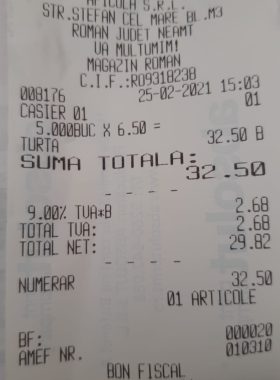 APICOLA S.R.L.
STR.STEFAN CEL MARE BL.M3
ROMAN JUDET NEAMT
VA MULTUMIM!
MAGAZIN ROMAN
C.I.F.:RO9318238
008176 25-02-2021 15:03
CASIER 01 01
5.000BUC X 6.50 =
TURTA 32.50 B
SUMA TOTALA: 32.50
- - - -
9.00% TVA*B 2.68
TOTAL TVA: 2.68
TOTAL NET: 29.82
- - - -
NUMERAR 32.50
01 ARTICOLE
- - - -
BF: 000020
AMEF NR. 010310
BON FISCAL